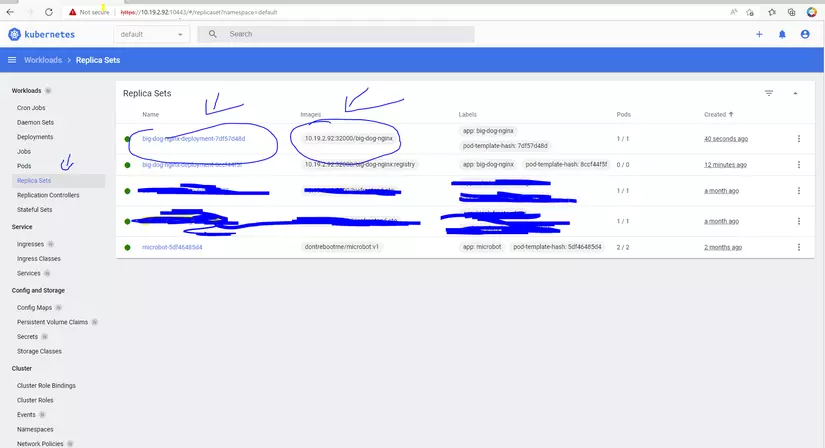 Not secure https://10.19.2.92:10443/#/replicaset?namespace=default
kubernetes default Search
Workloads > Replica Sets
Workloads N
Cron Jobs
Daemon Sets
Deployments
Jobs
Pods
Replica Sets
Replication Controllers
Stateful Sets
Service
Ingresses N
Ingress Classes
Services N
Config and Storage
Config Maps N
Persistent Volume Claims N
Secrets N
Storage Classes
Cluster
Cluster Role Bindings
Cluster Roles
Events N
Namespaces
Network Policies N
Replica Sets
Name Images Labels Pods Created
big-dog-nginx-deployment-7df57d48d 10.19.2.92:32000/big-dog-nginx app: big-dog-nginx pod-template-hash: 7df57d48d 1 / 1 40 seconds ago
big-dog-nginx-deployment-8ccf44f5f 10.19.2.92:32000/big-dog-nginx:registry app: big-dog-nginx pod-template-hash: 8ccf44f5f 0 / 0 12 minutes ago
1 / 1 a month ago
1 / 1 a month ago
microbot-5df46485d4 dontrebootme/microbot:v1 app: microbot pod-template-hash: 5df46485d4 2 / 2 2 months ago